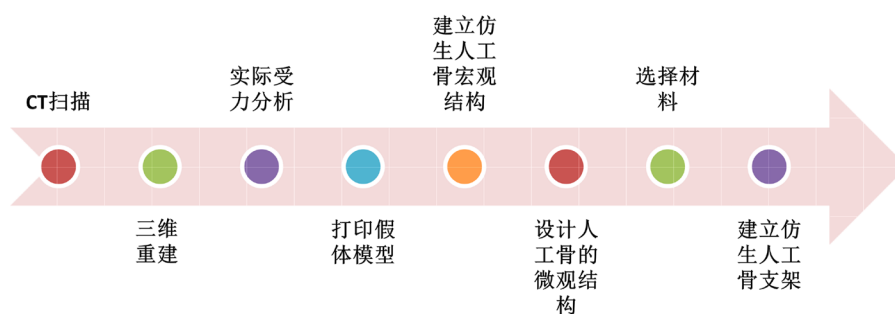 CT扫描
三维
重建
实际受
力分析
打印假
体模型
建立仿
生人工
骨宏观
结构
设计人
工骨的
微观结
构
选择材
料
建立仿
生人工
骨支架